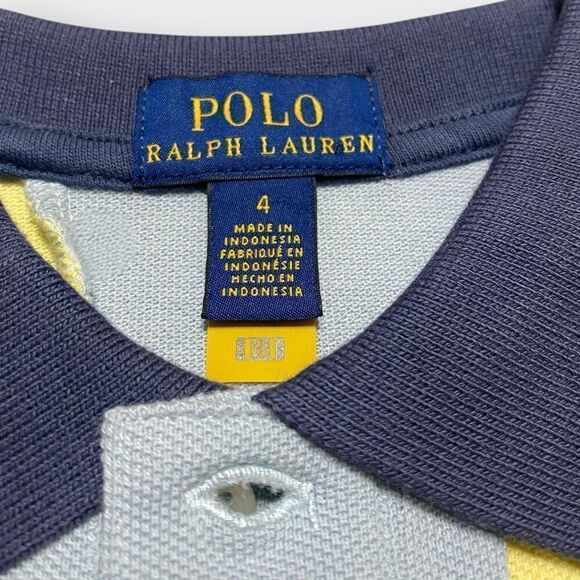 POLO
RALPH LAUREN
4
MADE IN
INDONESIA
FABRIQUÉ EN
INDONÉSIE
HECHO EN
INDONESIA